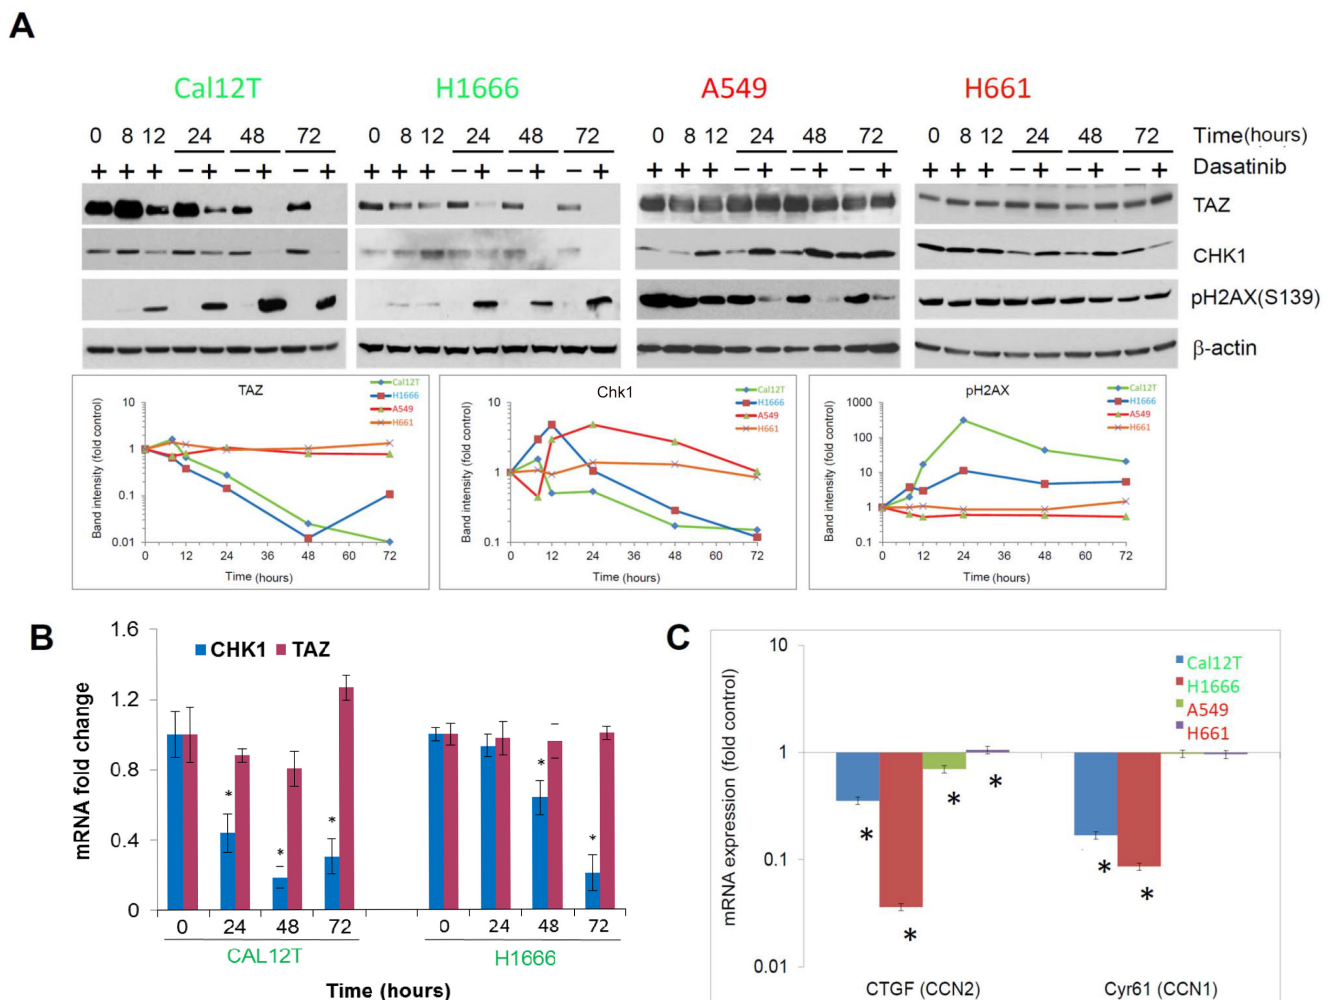 A
Cal12T H1666 A549 H661
0 8 12 24 48 72 0 8 12 24 48 72 0 8 12 24 48 72 0 8 12 24 48 72 Time(hours)
+ + + − + − + − + + + + − + − + − + + + + − + − + − + + + + − + − + − + Dasatinib
TAZ
CHK1
pH2AX(S139)
β-actin
TAZ
Cal12T
H1666
A549
H661
Band intensity (fold control)
10
1
0.1
0.01
0 12 24 36 48 60 72
Time (hours)
Chk1
Cal12T
H1666
A549
H661
Band intensity (fold control)
10
1
0.1
0 12 24 36 48 60 72
Time (hours)
pH2AX
Cal12T
H1666
A549
H661
Band intensity (fold control)
1000
100
10
1
0.1
0 12 24 36 48 60 72
Time (hours)
B
CHK1 TAZ
mRNA fold change
1.6
1.2
0.8
0.4
0
* * * * *
0 24 48 72 0 24 48 72
CAL12T H1666
Time (hours)
C
Cal12T
H1666
A549
H661
mRNA expression (fold control)
10
1
0.1
0.01
* * * * * *
CTGF (CCN2) Cyr61 (CCN1)